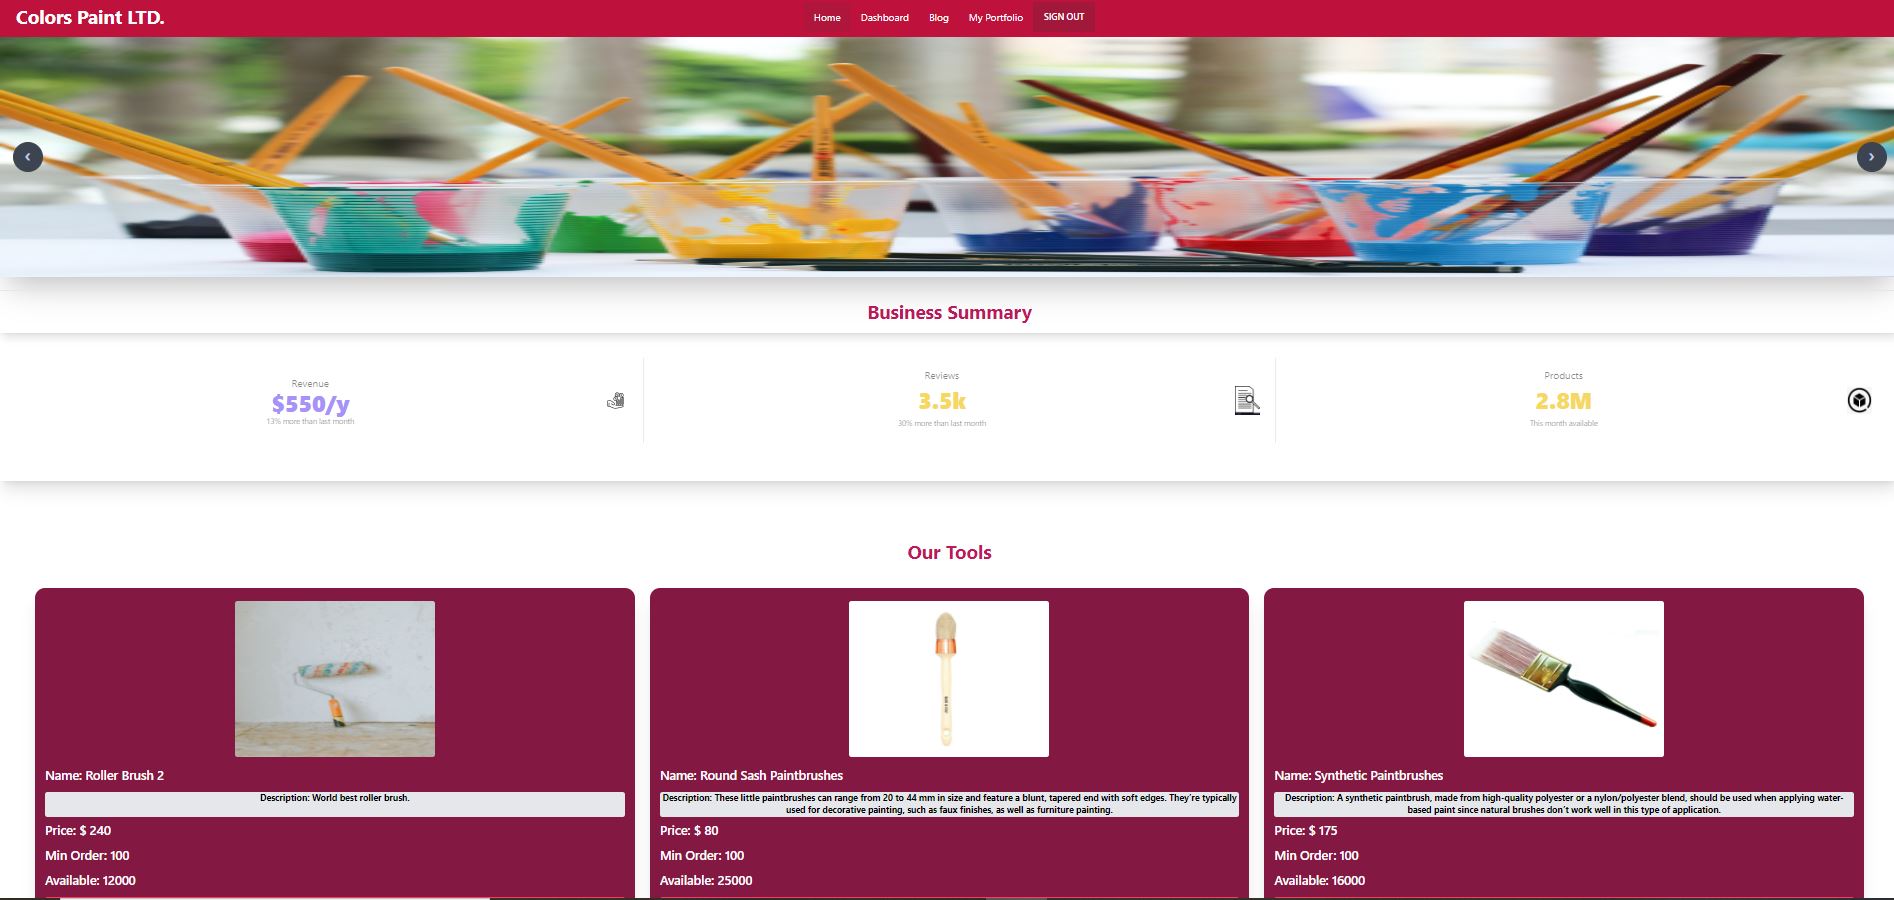 Colors Paint LTD.
Home
Dashboard
Blog
My Portfolio
SIGN OUT
Business Summary
Revenue
$550/y
13% more than last month
Reviews
3.5k
30% more than last month
Products
2.8M
This month available
Our Tools
Name: Roller Brush 2
Description: World best roller brush.
Price: $ 240
Min Order: 100
Available: 12000
Name: Round Sash Paintbrushes
Description: These little paintbrushes can range from 20 to 44 mm in size and feature a blunt, tapered end with soft edges. They're typically
used for decorative painting, such as faux finishes, as well as furniture painting.
Price: $ 80
Min Order: 100
Available: 25000
Name: Synthetic Paintbrushes
Description: A synthetic paintbrush, made from high-quality polyester or a nylon/polyester blend, should be used when applying water-
based paint since natural brushes don't work well in this type of application.
Price: $ 175
Min Order: 100
Available: 16000